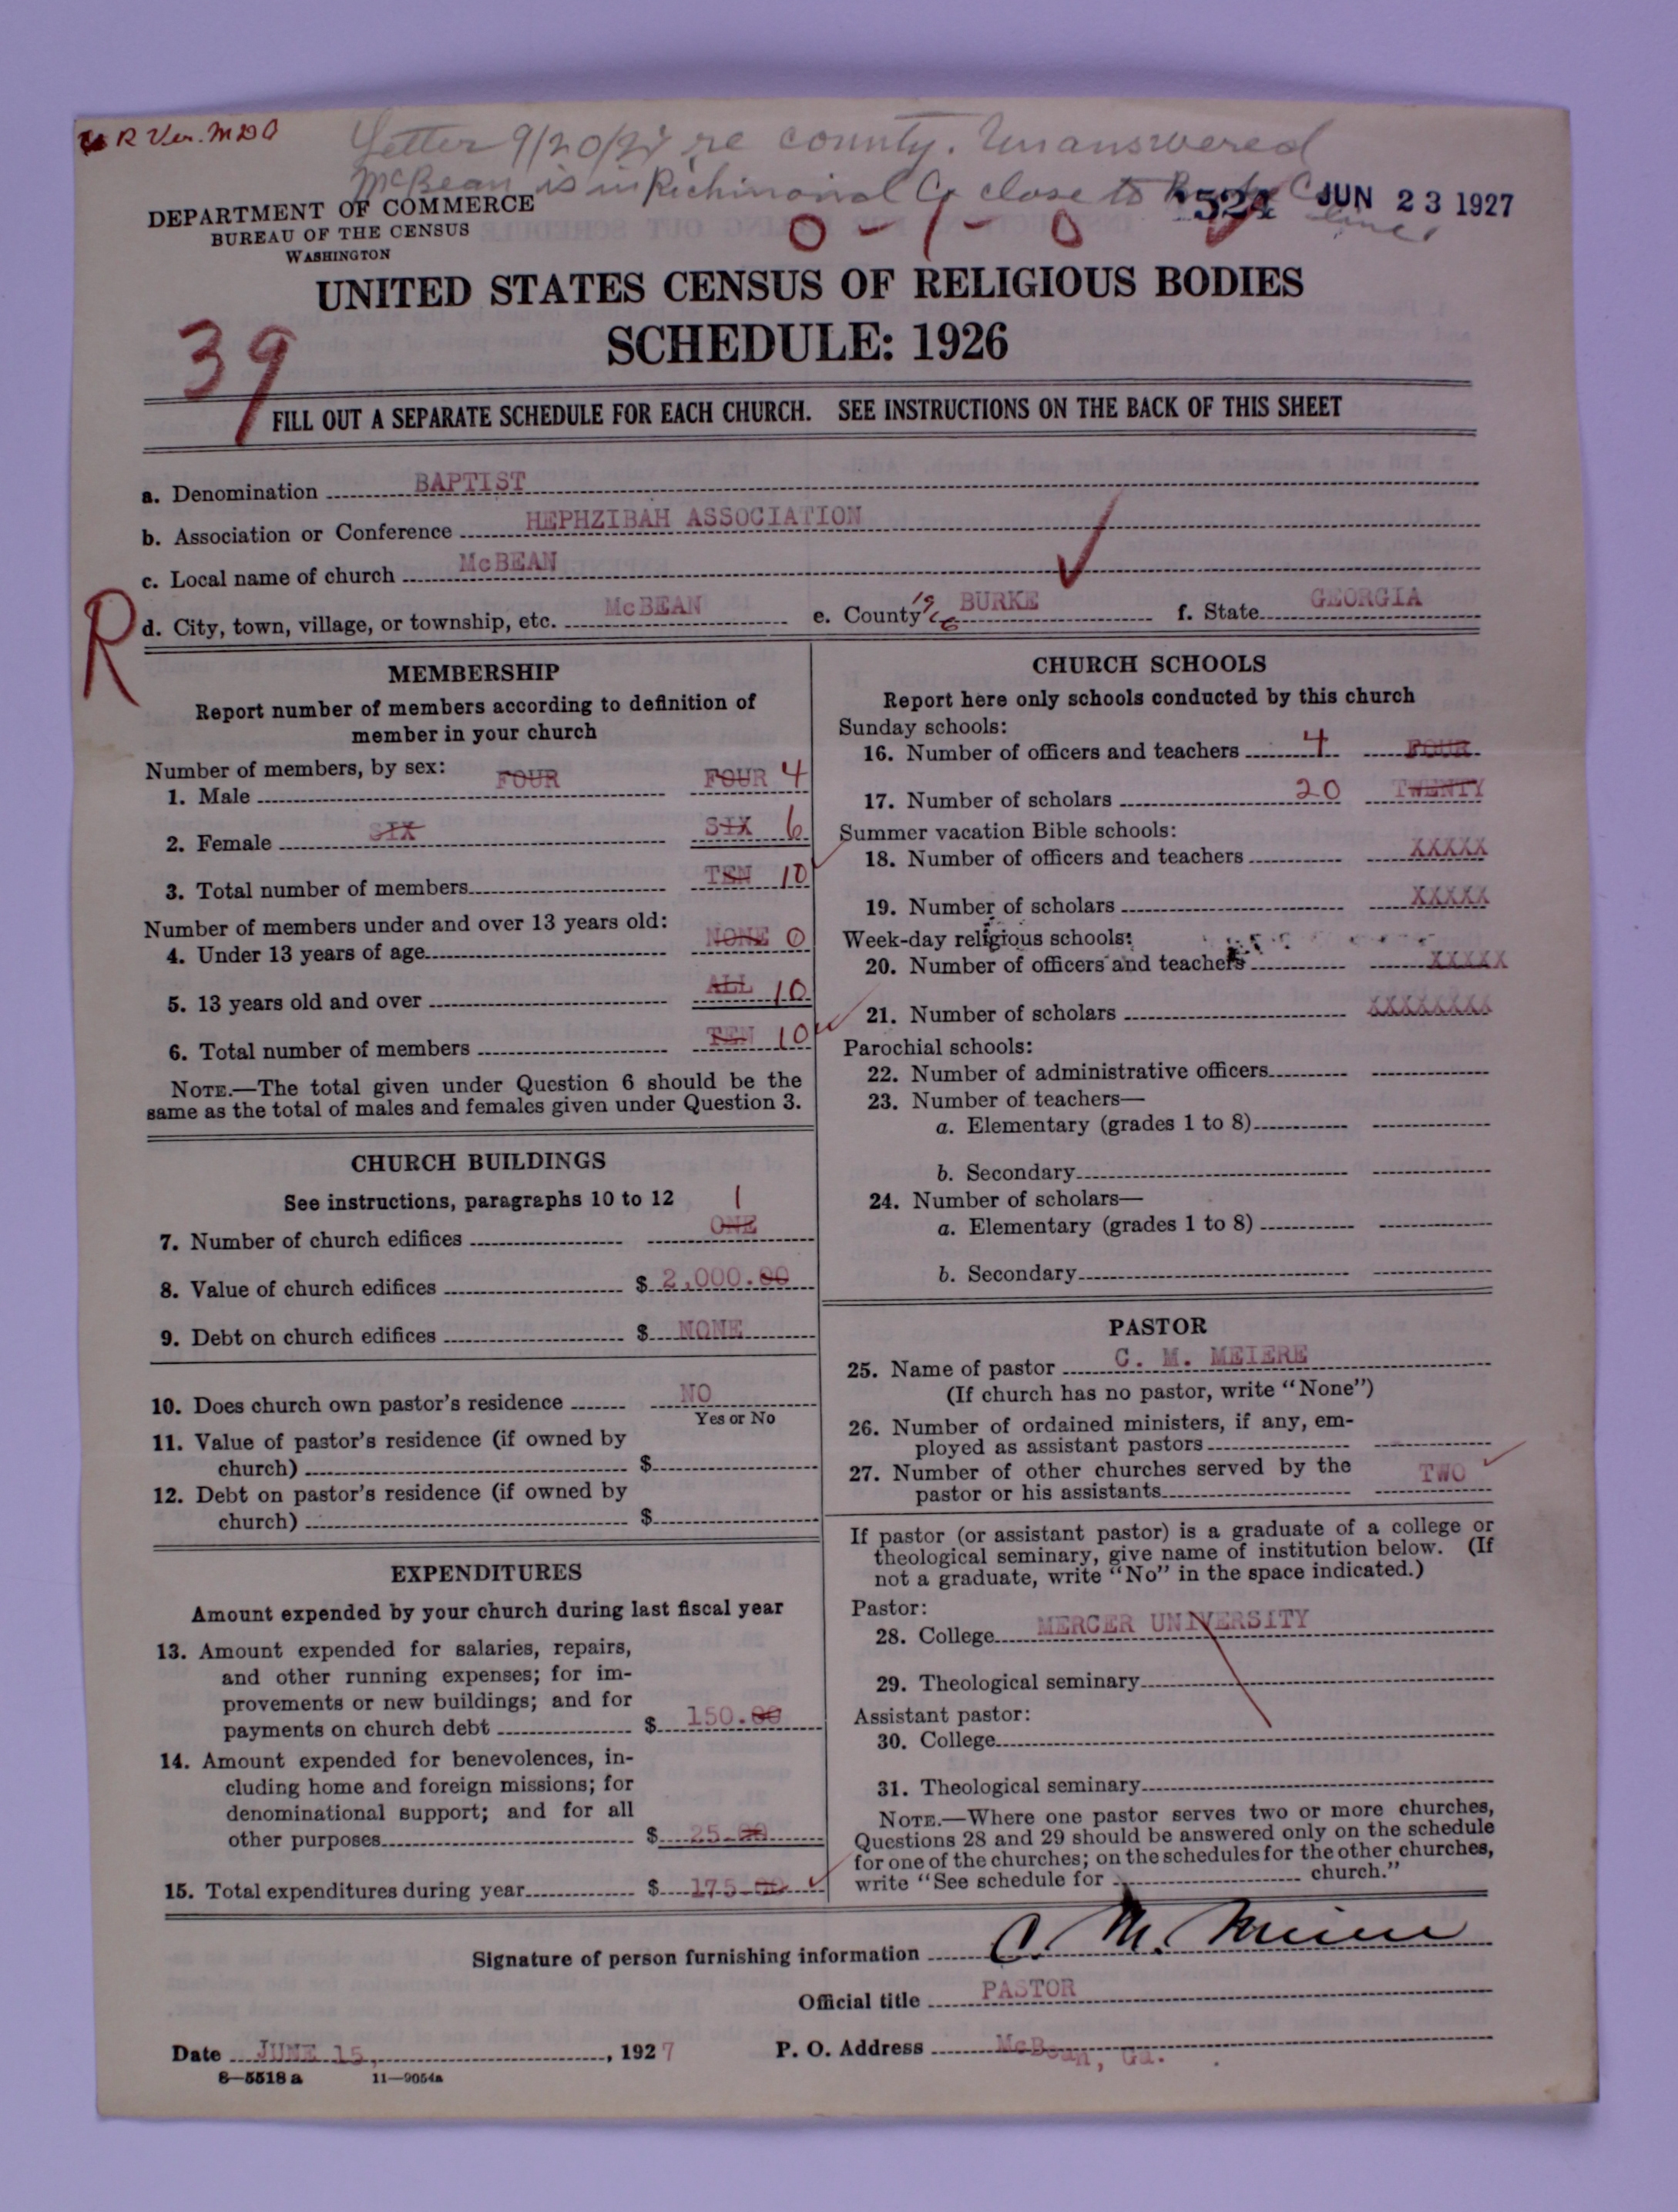 R Ver. MDA
Letter 9/20/27 re county. Unanswered
McBean is in Richmond Co close to Burke Co line.
1524 JUN 23 1927
DEPARTMENT OF COMMERCE
BUREAU OF THE CENSUS
WASHINGTON
0-1-0
UNITED STATES CENSUS OF RELIGIOUS BODIES
SCHEDULE: 1926
39
FILL OUT A SEPARATE SCHEDULE FOR EACH CHURCH. SEE INSTRUCTIONS ON THE BACK OF THIS SHEET
a. Denomination BAPTIST
b. Association or Conference HEPHZIBAH ASSOCIATION
c. Local name of church McBEAN
R
d. City, town, village, or township, etc. McBEAN e. County 1916 BURKE f. State GEORGIA
MEMBERSHIP
Report number of members according to definition of
member in your church
Number of members, by sex:
1. Male FOUR FOUR 4
2. Female SIX SIX 6
3. Total number of members TEN 10
Number of members under and over 13 years old:
4. Under 13 years of age NONE 0
5. 13 years old and over ALL 10
6. Total number of members TEN 10
NOTE.—The total given under Question 6 should be the
same as the total of males and females given under Question 3.
CHURCH BUILDINGS
See instructions, paragraphs 10 to 12 1
7. Number of church edifices ONE
8. Value of church edifices $ 2,000.00
9. Debt on church edifices $ NONE
10. Does church own pastor's residence NO
Yes or No
11. Value of pastor's residence (if owned by
church) $
12. Debt on pastor's residence (if owned by
church) $
EXPENDITURES
Amount expended by your church during last fiscal year
13. Amount expended for salaries, repairs,
and other running expenses; for im-
provements or new buildings; and for
payments on church debt $ 150.00
14. Amount expended for benevolences, in-
cluding home and foreign missions; for
denominational support; and for all
other purposes $ 25.00
15. Total expenditures during year $ 175.00
CHURCH SCHOOLS
Report here only schools conducted by this church
Sunday schools:
16. Number of officers and teachers 4 FOUR
17. Number of scholars 20 TWENTY
Summer vacation Bible schools:
18. Number of officers and teachers XXXXX
19. Number of scholars XXXXX
Week-day religious schools:
20. Number of officers and teachers XXXXX
21. Number of scholars XXXXXXXX
Parochial schools:
22. Number of administrative officers
23. Number of teachers—
a. Elementary (grades 1 to 8)
b. Secondary
24. Number of scholars—
a. Elementary (grades 1 to 8)
b. Secondary
PASTOR
25. Name of pastor C. M. MEIERE
(If church has no pastor, write "None")
26. Number of ordained ministers, if any, em-
ployed as assistant pastors
27. Number of other churches served by the
pastor or his assistants TWO
If pastor (or assistant pastor) is a graduate of a college or
theological seminary, give name of institution below. (If
not a graduate, write "No" in the space indicated.)
Pastor:
28. College MERCER UNIVERSITY
29. Theological seminary
Assistant pastor:
30. College
31. Theological seminary
NOTE.—Where one pastor serves two or more churches,
Questions 28 and 29 should be answered only on the schedule
for one of the churches; on the schedules for the other churches,
write "See schedule for church."
Signature of person furnishing information C. M. Meiere
Official title PASTOR
Date JUNE 15, 1927 P. O. Address McBean, Ga.
8—5518 a 11—9054a